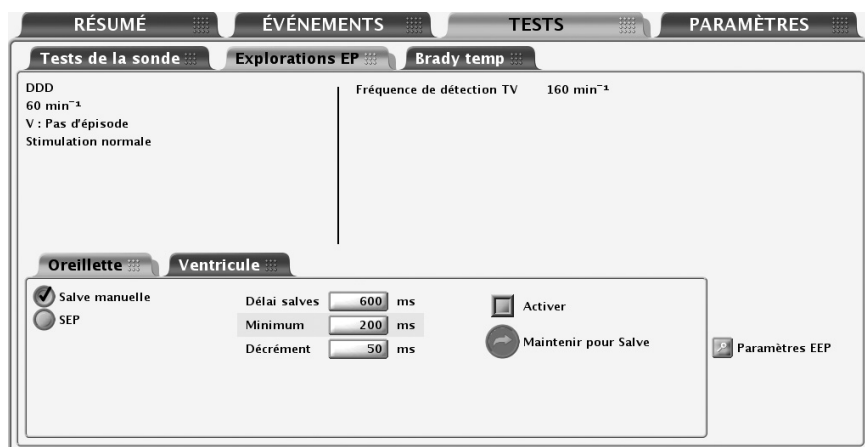 RÉSUMÉ
ÉVÉNEMENTS
TESTS
PARAMÈTRES
Tests de la sonde
Explorations EP
Brady temp
DDD
60 min⁻¹
V : Pas d'épisode
Stimulation normale
Fréquence de détection TV 160 min⁻¹
Oreillette
Ventricule
Salve manuelle
SEP
Délai salves 600 ms
Minimum 200 ms
Décrément 50 ms
Activer
Maintenir pour Salve
Paramètres EEP